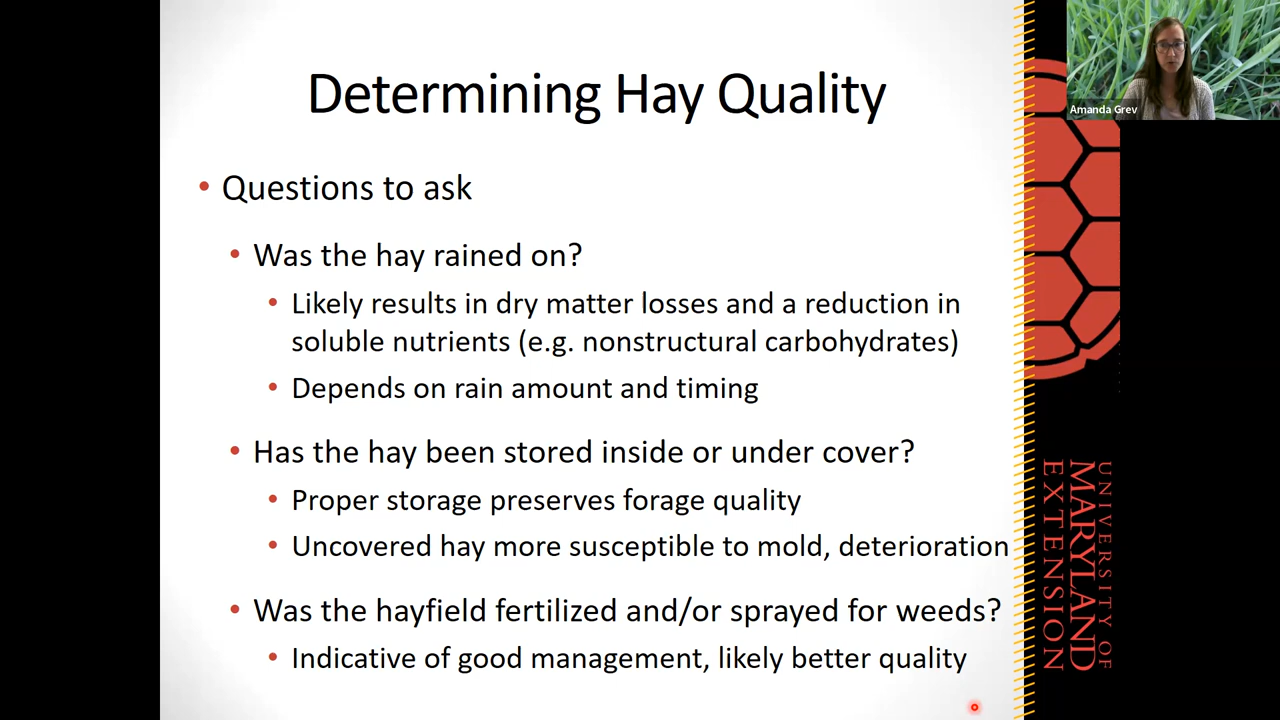 Determining Hay Quality
• Questions to ask
• Was the hay rained on?
• Likely results in dry matter losses and a reduction in
soluble nutrients (e.g. nonstructural carbohydrates)
• Depends on rain amount and timing
• Has the hay been stored inside or under cover?
• Proper storage preserves forage quality
• Uncovered hay more susceptible to mold, deterioration
• Was the hayfield fertilized and/or sprayed for weeds?
• Indicative of good management, likely better quality
Amanda Grev
UNIVERSITY OF
MARYLAND
EXTENSION